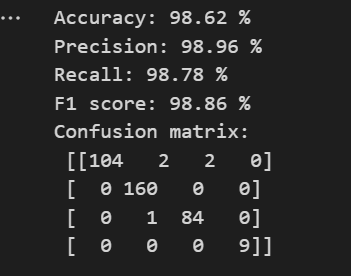 ... Accuracy: 98.62 %
Precision: 98.96 %
Recall: 98.78 %
F1 score: 98.86 %
Confusion matrix:
[[104   2   2   0]
[  0 160   0   0]
[  0   1  84   0]
[  0   0   0   9]]